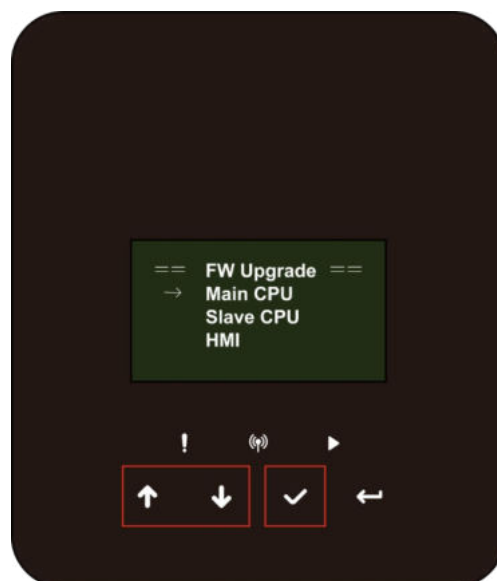 == FW Upgrade ==
→ Main CPU
Slave CPU
HMI